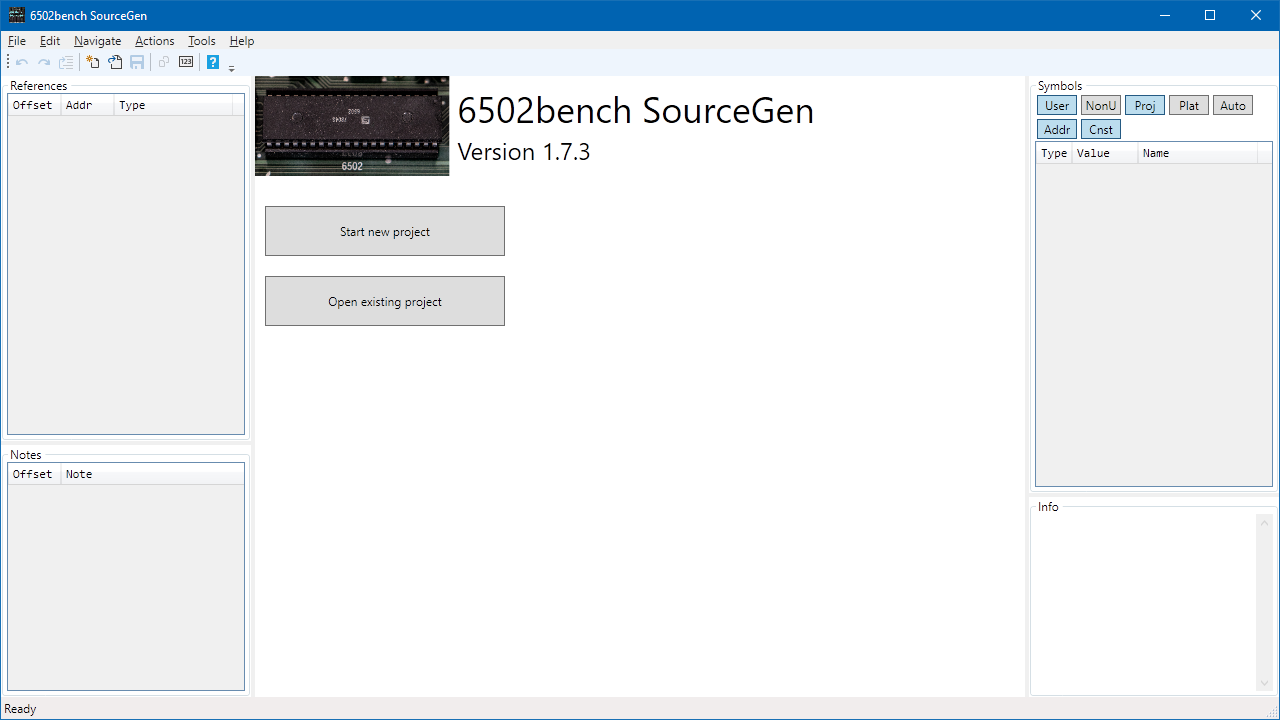 6502bench SourceGen
File Edit Navigate Actions Tools Help
123 ?
References
Offset Addr Type
Notes
Offset Note
6502
6502bench SourceGen
Version 1.7.3
Start new project
Open existing project
Symbols
User NonU Proj Plat Auto
Addr Cnst
Type Value Name
Info
Ready